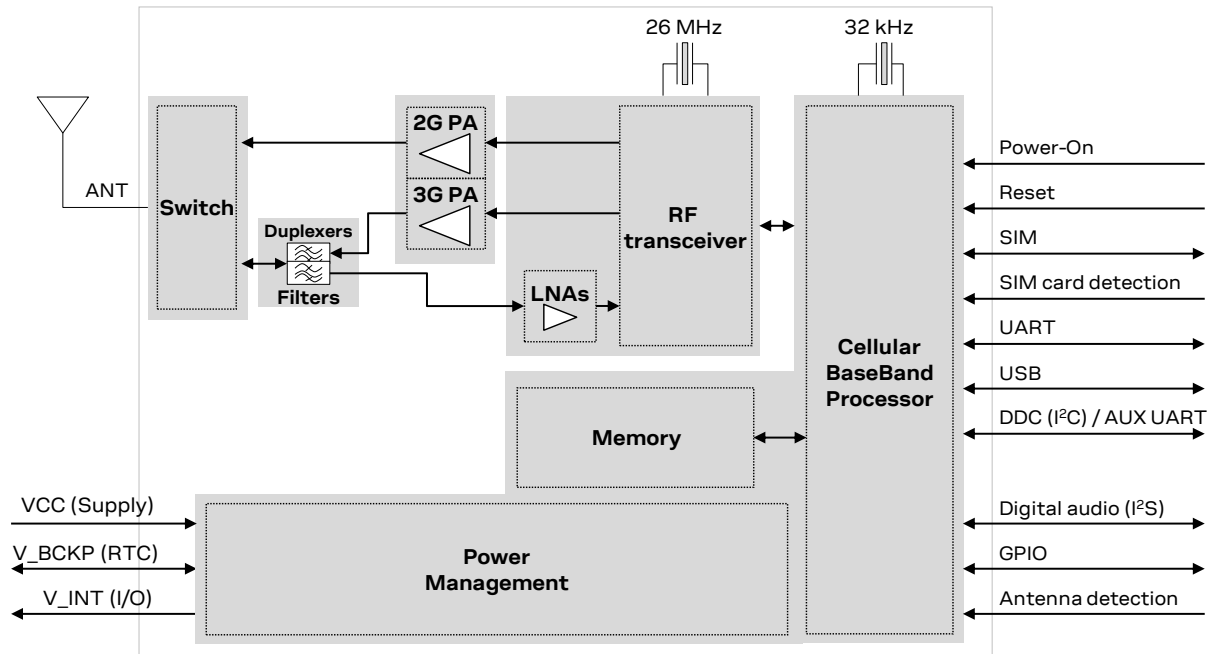 26 MHz
32 kHz
ANT
Switch
2G PA
3G PA
Duplexers
Filters
LNAs
RF
transceiver
Cellular
BaseBand
Processor
Memory
Power
Management
VCC (Supply)
V_BCKP (RTC)
V_INT (I/O)
Power-On
Reset
SIM
SIM card detection
UART
USB
DDC (I²C) / AUX UART
Digital audio (I²S)
GPIO
Antenna detection